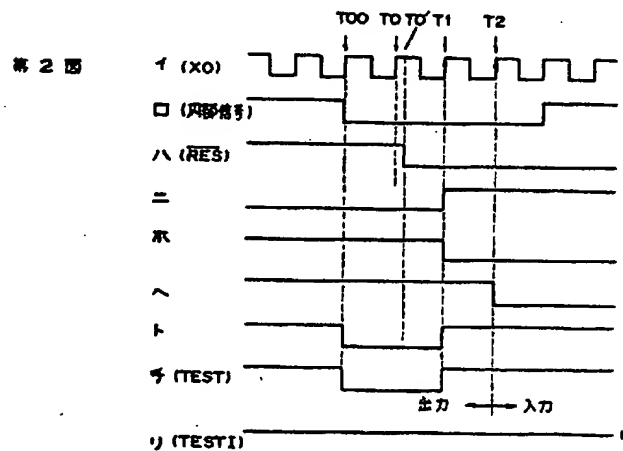 T00 T0 T0' T1 T2
第2図
イ (X0)
ロ (内部信号)
ハ (RES)
ニ
ホ
ヘ
ト
チ (TEST)
出力 入力
リ (TESTI)